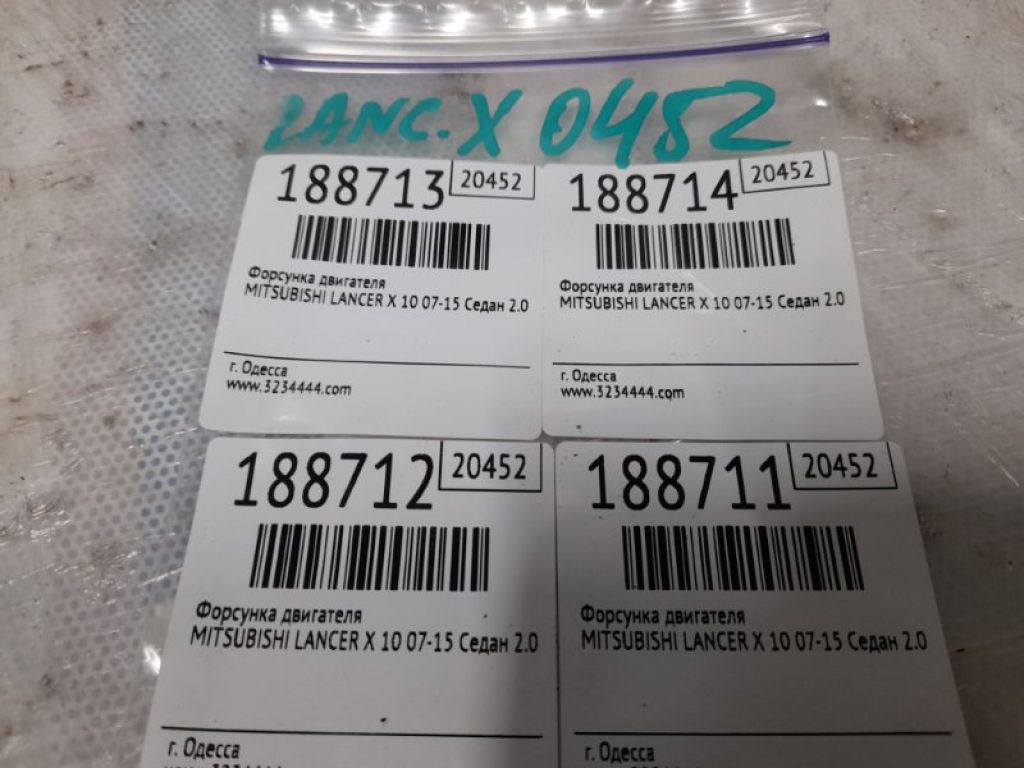 LANC. X 0452
188713 20452
Форсунка двигателя
MITSUBISHI LANCER X 10 07-15 Седан 2.0
г. Одесса
www.3234444.com
188714 20452
Форсунка двигателя
MITSUBISHI LANCER X 10 07-15 Седан 2.0
г. Одесса
www.3234444.com
188712 20452
Форсунка двигателя
MITSUBISHI LANCER X 10 07-15 Седан 2.0
г. Одесса
188711 20452
Форсунка двигателя
MITSUBISHI LANCER X 10 07-15 Седан 2.0
г. Одесса